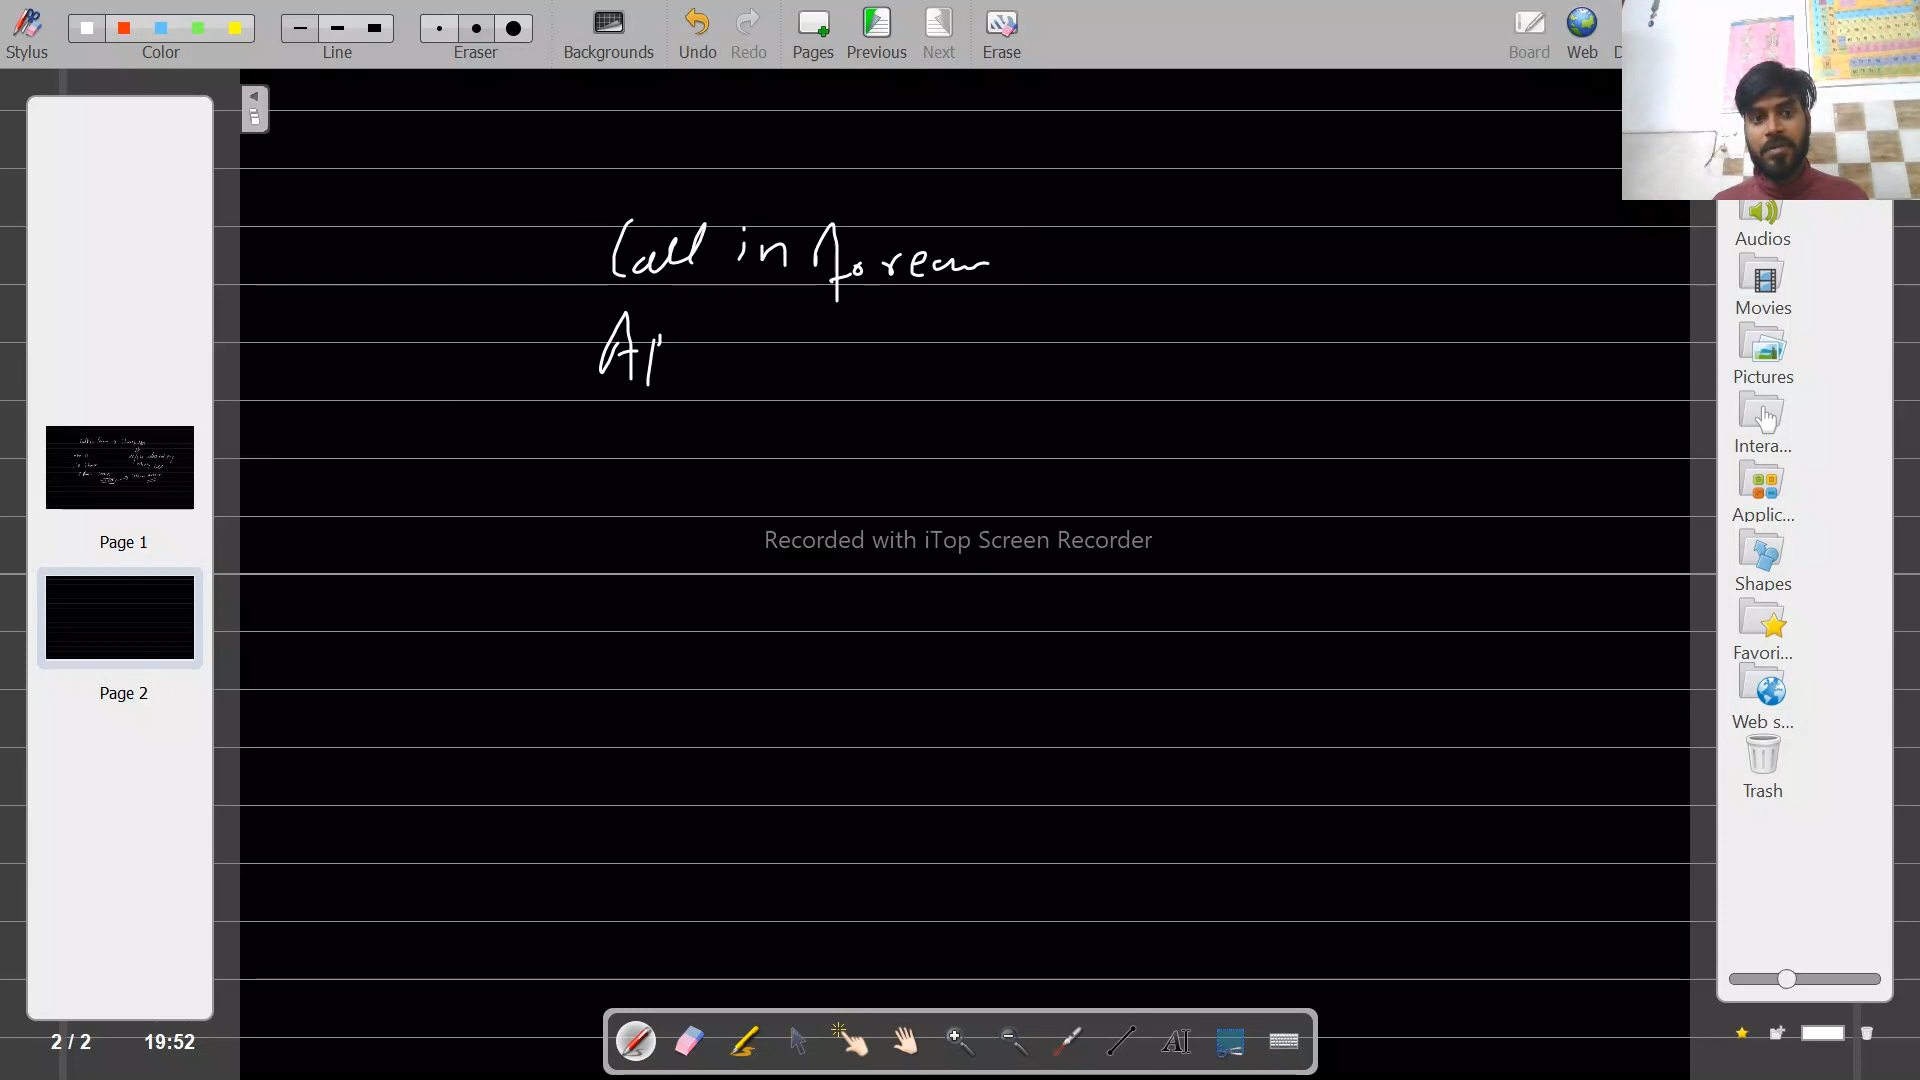 Stylus
Color
Line
Eraser
Backgrounds
Undo
Redo
Pages
Previous
Next
Erase
Board
Web
D
Call in
A
Recorded with iTop Screen Recorder
Page 1
Page 2
2 / 2
19:52
Audios
Movies
Pictures
Intera...
Applic...
Shapes
Favori...
Web s...
Trash
AI